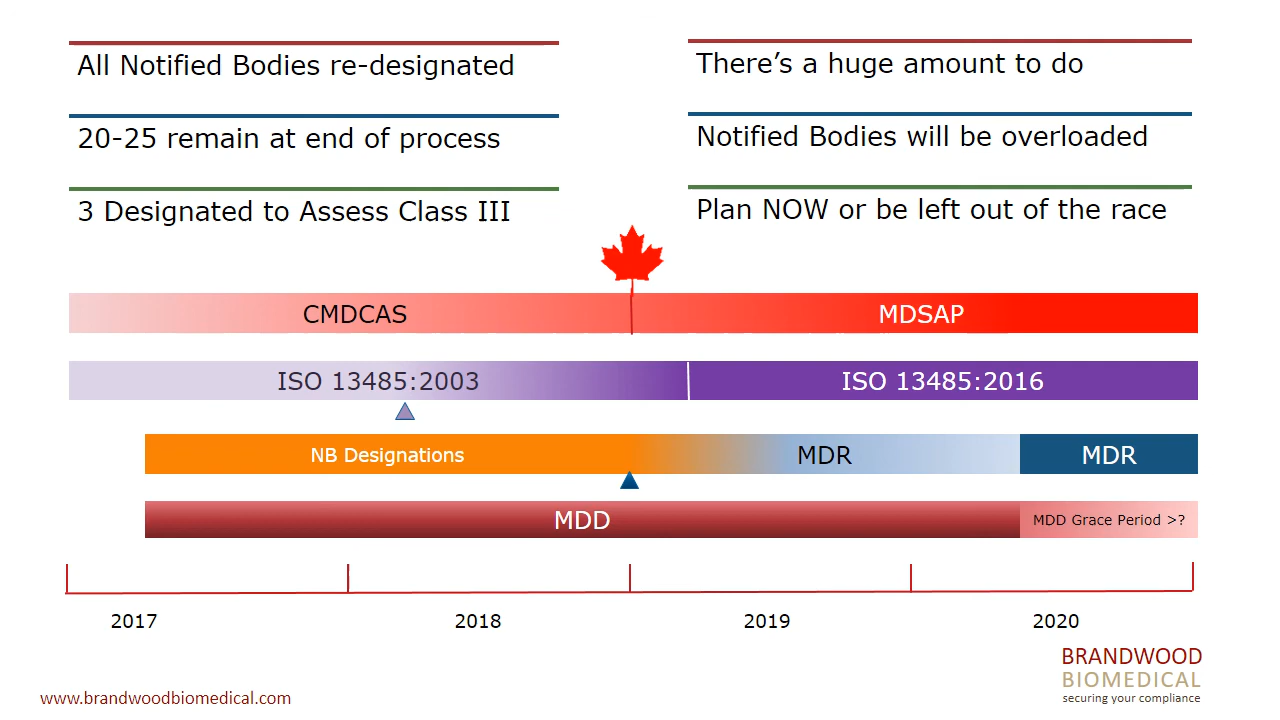 All Notified Bodies re-designated
20-25 remain at end of process
3 Designated to Assess Class III
There's a huge amount to do
Notified Bodies will be overloaded
Plan NOW or be left out of the race
CMDCAS MDSAP
ISO 13485:2003 ISO 13485:2016
NB Designations MDR MDR
MDD MDD Grace Period >?
2017 2018 2019 2020
BRANDWOOD
BIOMEDICAL
securing your compliance
www.brandwoodbiomedical.com